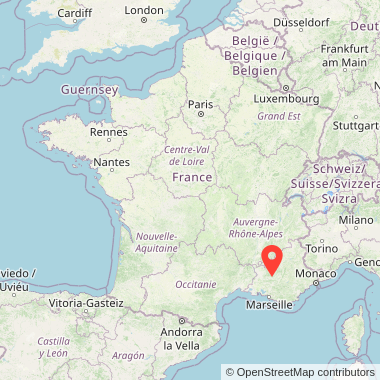 Cardiff
London
Düsseldorf
België /
Belgique /
Belgien
Frankfurt
am Main
Guernsey
Luxembourg
Paris
Grand Est
Stuttgart
Rennes
Centre-Val
de Loire
Nantes
France
Schweiz/
Suisse/Svizzera/
Svizra
Nouvelle-
Aquitaine
Auvergne-
Rhône-Alpes
Milano
Torino
Genc
Occitanie
Monaco
Marseille
viedo /
Uviéu
Vitoria-Gasteiz
Andorra
la Vella
Castilla
y León
Aragón
© OpenStreetMap contributors